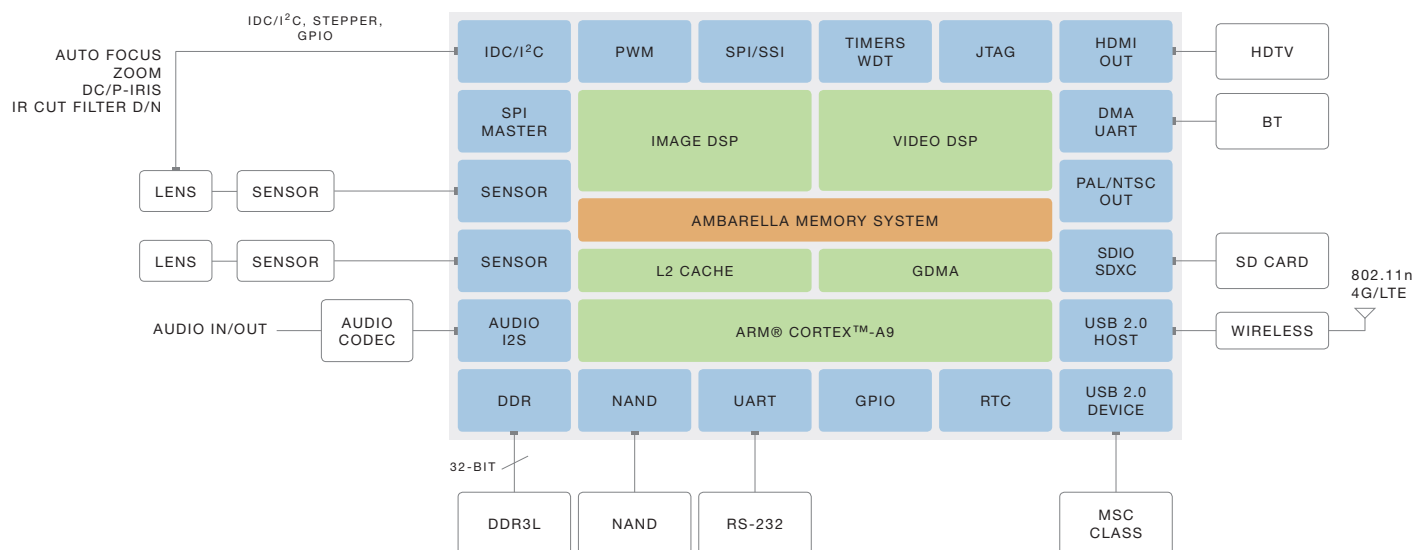 IDC/I²C, STEPPER,
GPIO
AUTO FOCUS
ZOOM
DC/P-IRIS
IR CUT FILTER D/N
IDC/I²C
PWM
SPI/SSI
TIMERS
WDT
JTAG
HDMI
OUT
HDTV
SPI
MASTER
IMAGE DSP
VIDEO DSP
DMA
UART
BT
LENS
SENSOR
SENSOR
PAL/NTSC
OUT
AMBARELLA MEMORY SYSTEM
LENS
SENSOR
SENSOR
L2 CACHE
GDMA
SDIO
SDXC
SD CARD
802.11n
4G/LTE
AUDIO IN/OUT
AUDIO
CODEC
AUDIO
I2S
ARM® CORTEX™-A9
USB 2.0
HOST
WIRELESS
DDR
NAND
UART
GPIO
RTC
USB 2.0
DEVICE
32-BIT
DDR3L
NAND
RS-232
MSC
CLASS